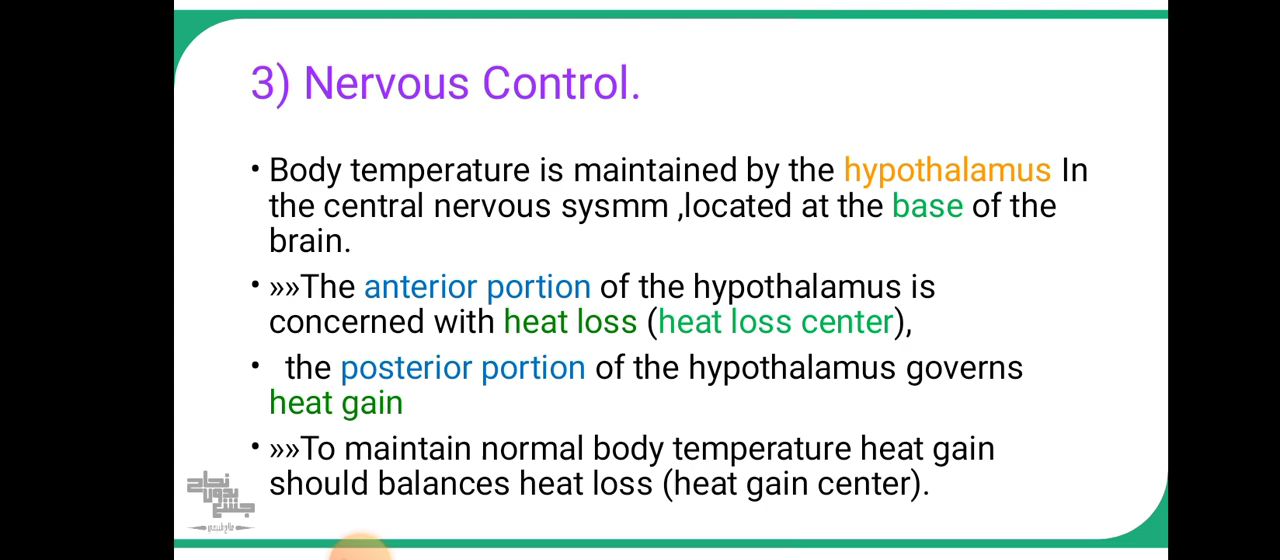 3) Nervous Control.
• Body temperature is maintained by the hypothalamus In
the central nervous sysmm ,located at the base of the
brain.
• »»The anterior portion of the hypothalamus is
concerned with heat loss (heat loss center),
• the posterior portion of the hypothalamus governs
heat gain
• »»To maintain normal body temperature heat gain
should balances heat loss (heat gain center).
نجاح
بدون
جشع